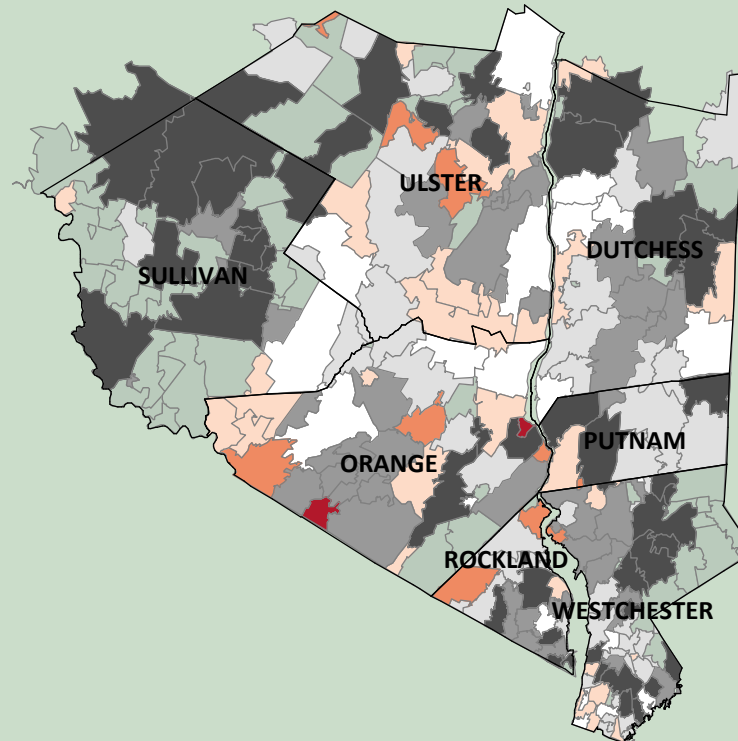 ULSTER
DUTCHESS
SULLIVAN
PUTNAM
ORANGE
ROCKLAND
WESTCHESTER